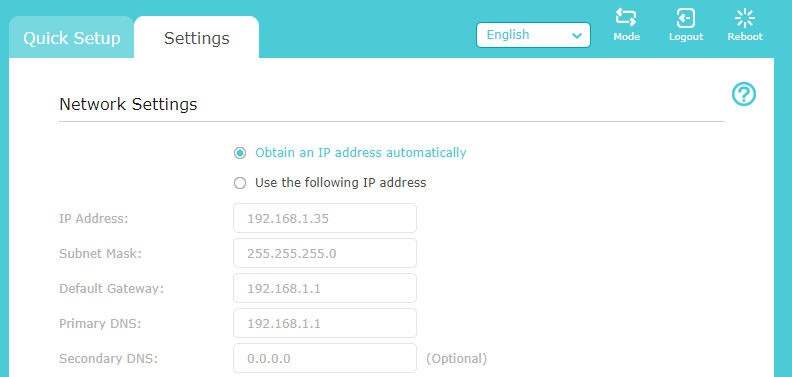 Quick Setup
Settings
English
Mode
Logout
Reboot
Network Settings
?
Obtain an IP address automatically
Use the following IP address
IP Address: 192.168.1.35
Subnet Mask: 255.255.255.0
Default Gateway: 192.168.1.1
Primary DNS: 192.168.1.1
Secondary DNS: 0.0.0.0 (Optional)